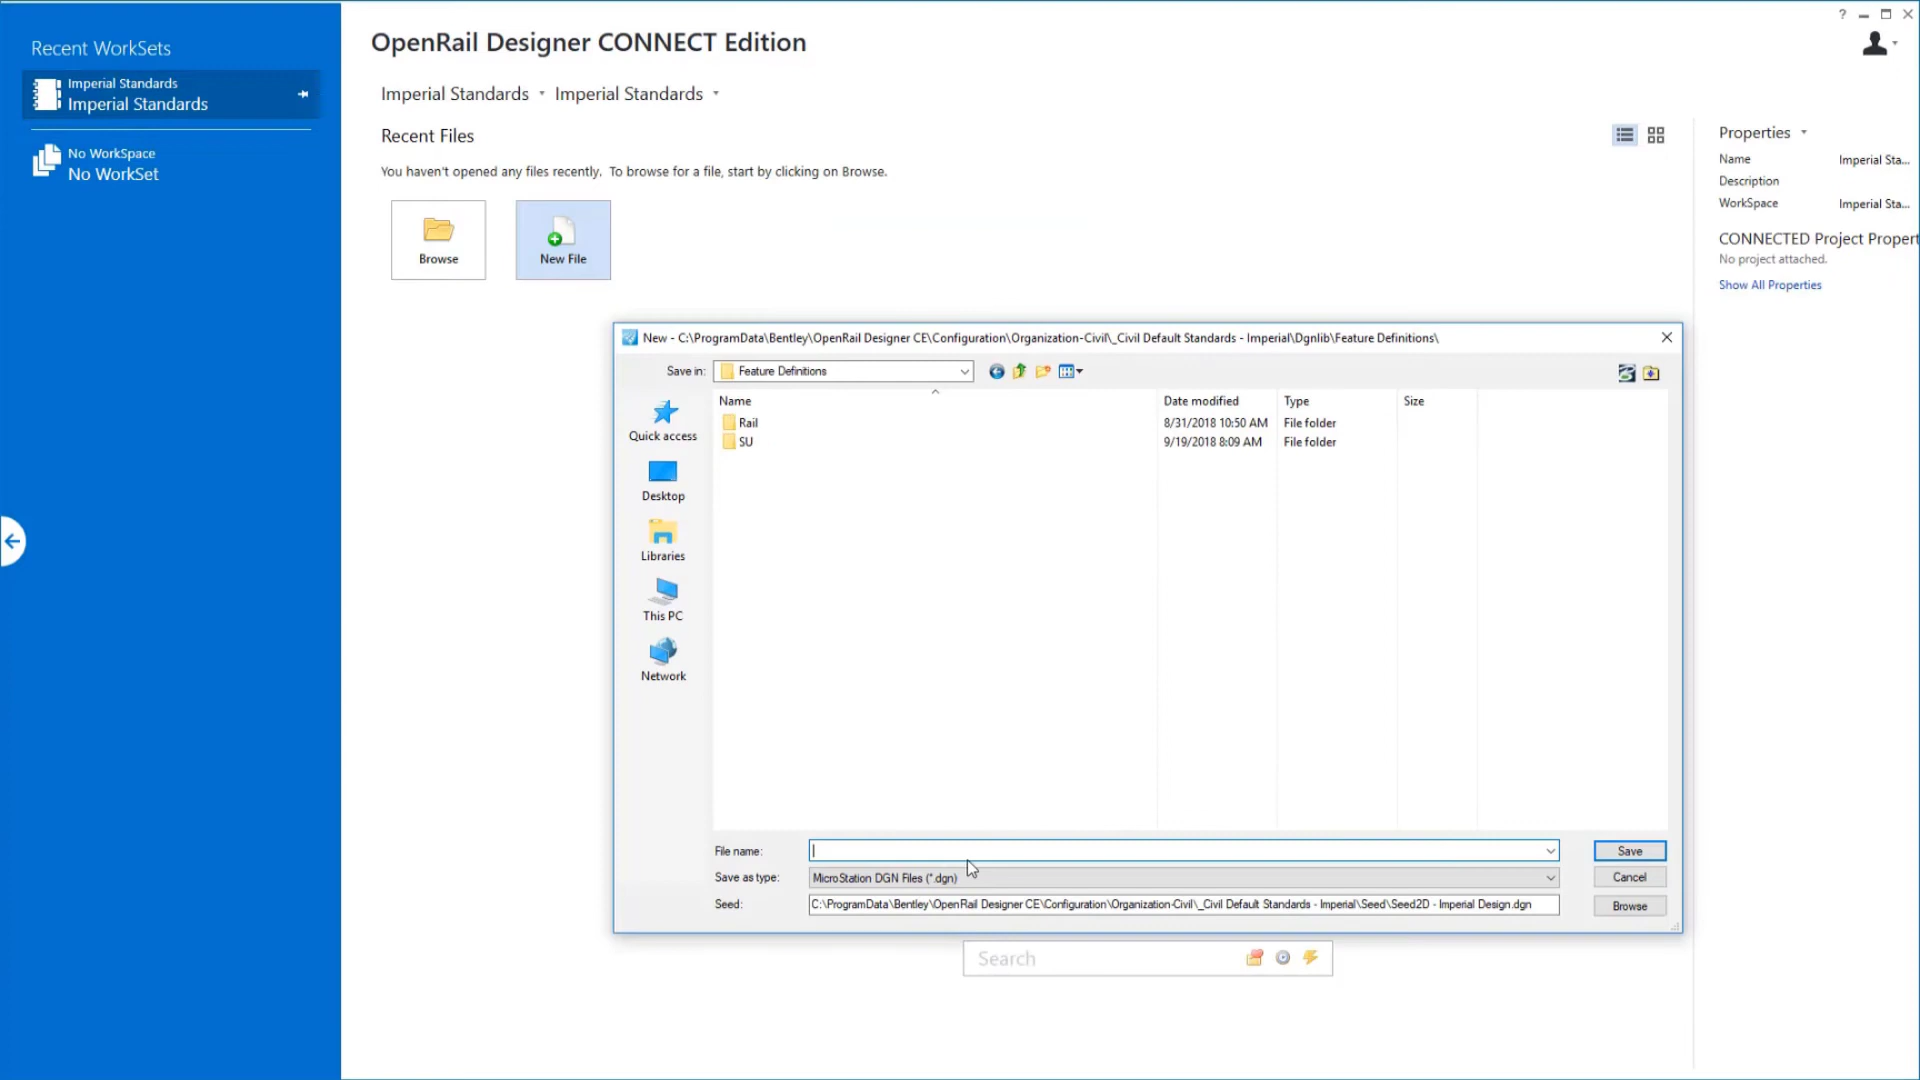 Recent WorkSets
Imperial Standards
Imperial Standards
No WorkSpace
No WorkSet
OpenRail Designer CONNECT Edition
?
Imperial Standards Imperial Standards
Recent Files
You haven't opened any files recently. To browse for a file, start by clicking on Browse.
Browse
New File
Properties
Name Imperial Sta...
Description
WorkSpace Imperial Sta...
CONNECTED Project Propert
No project attached.
Show All Properties
New - C:\ProgramData\Bentley\OpenRail Designer CE\Configuration\Organization-Civil\_Civil Default Standards - Imperial\Dgnlib\Feature Definitions\
Save in: Feature Definitions
Name Date modified Type Size
Rail 8/31/2018 10:50 AM File folder
SU 9/19/2018 8:09 AM File folder
Quick access
Desktop
Libraries
This PC
Network
File name: Save
Save as type: MicroStation DGN Files (*.dgn) Cancel
Seed: C:\ProgramData\Bentley\OpenRail Designer CE\Configuration\Organization-Civil\_Civil Default Standards - Imperial\Seed\Seed2D - Imperial Design.dgn Browse
Search